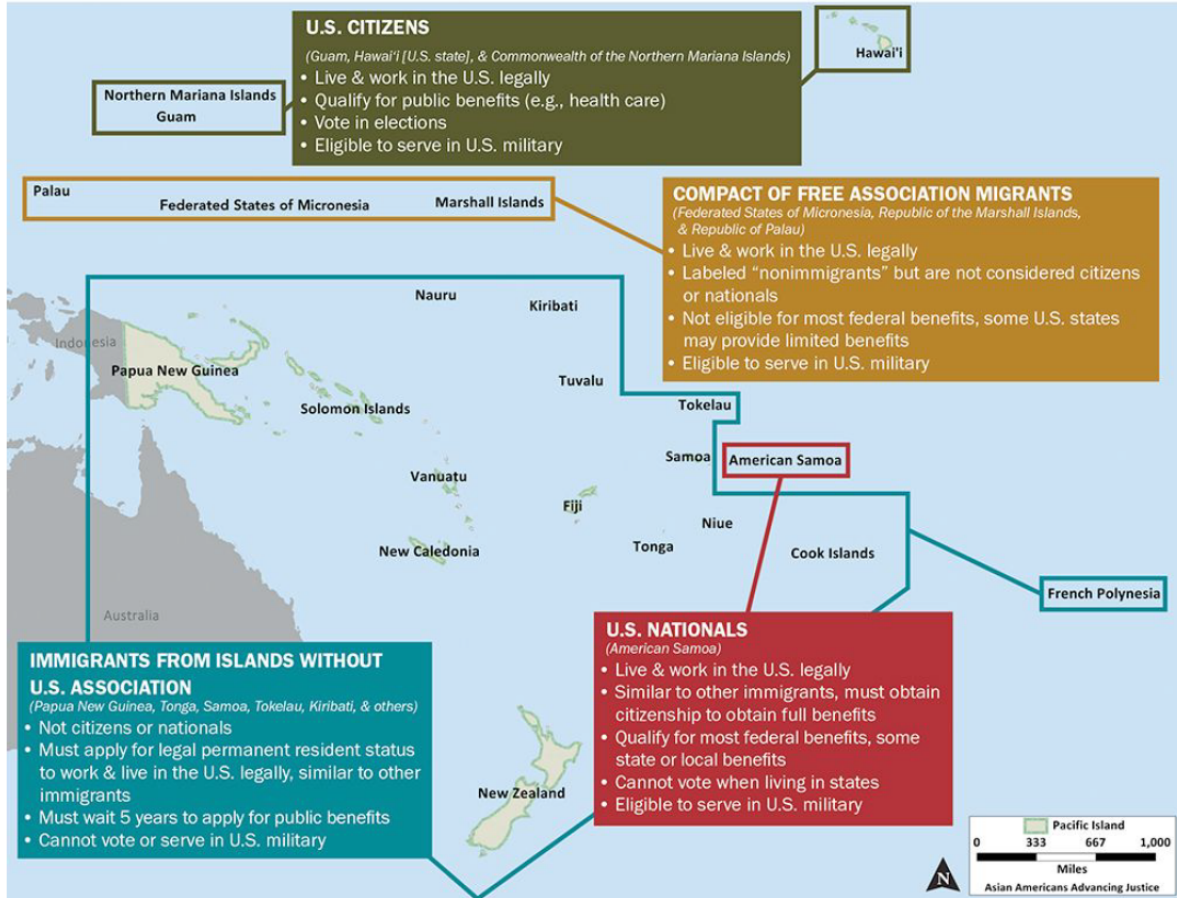 U.S. CITIZENS
(Guam, Hawai‘i [U.S. state], & Commonwealth of the Northern Mariana Islands)
• Live & work in the U.S. legally
• Qualify for public benefits (e.g., health care)
• Vote in elections
• Eligible to serve in U.S. military
Hawai‘i
Northern Mariana Islands
Guam
Palau
Federated States of Micronesia
Marshall Islands
COMPACT OF FREE ASSOCIATION MIGRANTS
(Federated States of Micronesia, Republic of the Marshall Islands,
& Republic of Palau)
• Live & work in the U.S. legally
• Labeled “nonimmigrants” but are not considered citizens
or nationals
• Not eligible for most federal benefits, some U.S. states
may provide limited benefits
• Eligible to serve in U.S. military
Nauru
Kiribati
Indonesia
Papua New Guinea
Tuvalu
Solomon Islands
Tokelau
Samoa
American Samoa
Vanuatu
Fiji
Niue
New Caledonia
Tonga
Cook Islands
French Polynesia
Australia
IMMIGRANTS FROM ISLANDS WITHOUT
U.S. ASSOCIATION
(Papua New Guinea, Tonga, Samoa, Tokelau, Kiribati, & others)
• Not citizens or nationals
• Must apply for legal permanent resident status
to work & live in the U.S. legally, similar to other
immigrants
• Must wait 5 years to apply for public benefits
• Cannot vote or serve in U.S. military
U.S. NATIONALS
(American Samoa)
• Live & work in the U.S. legally
• Similar to other immigrants, must obtain
citizenship to obtain full benefits
• Qualify for most federal benefits, some
state or local benefits
• Cannot vote when living in states
• Eligible to serve in U.S. military
New Zealand
N
Pacific Island
0 333 667 1,000
Miles
Asian Americans Advancing Justice